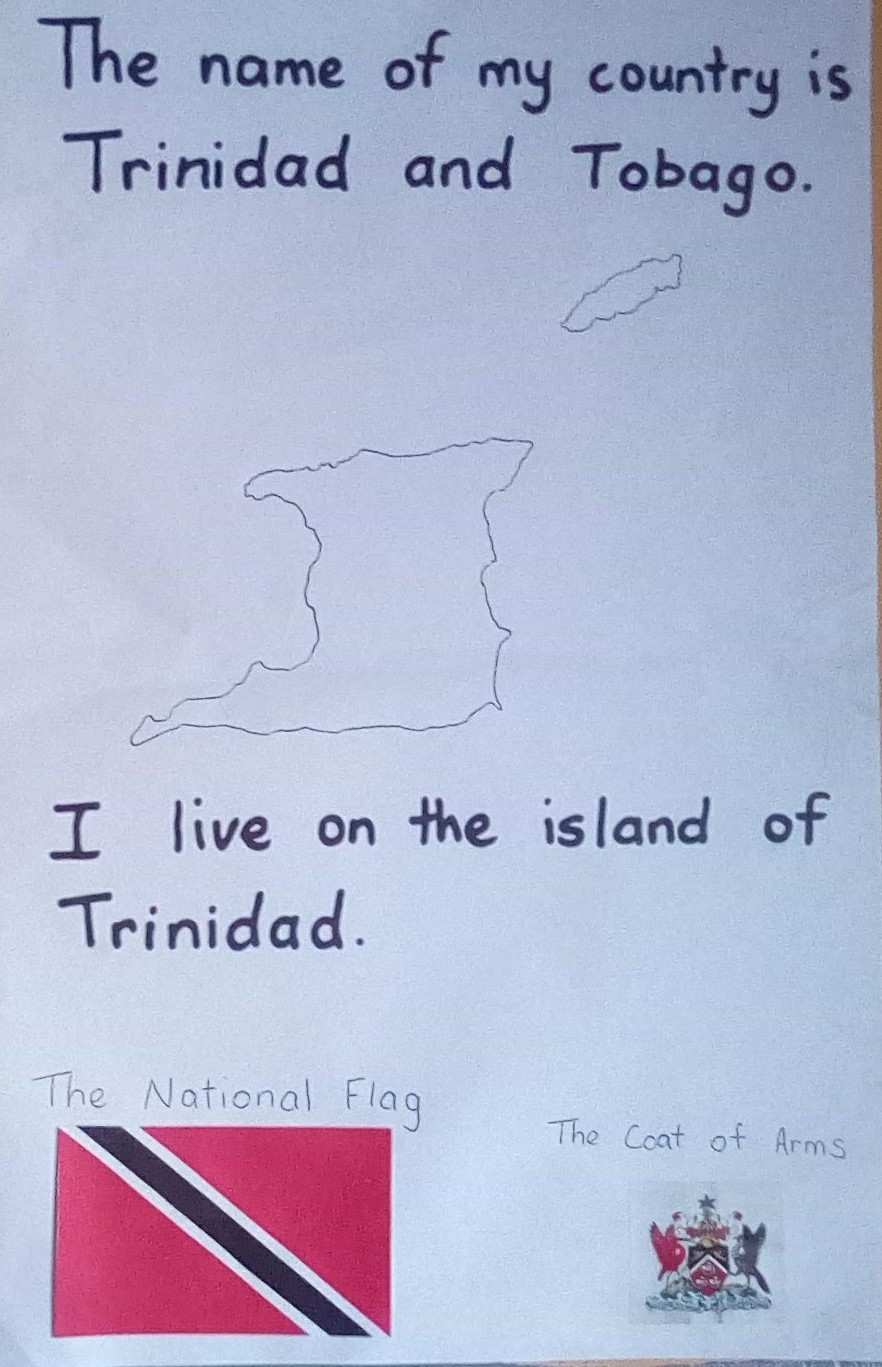 The name of my country is
Trinidad and Tobago.
I live on the island of
Trinidad.
The National Flag
The Coat of Arms